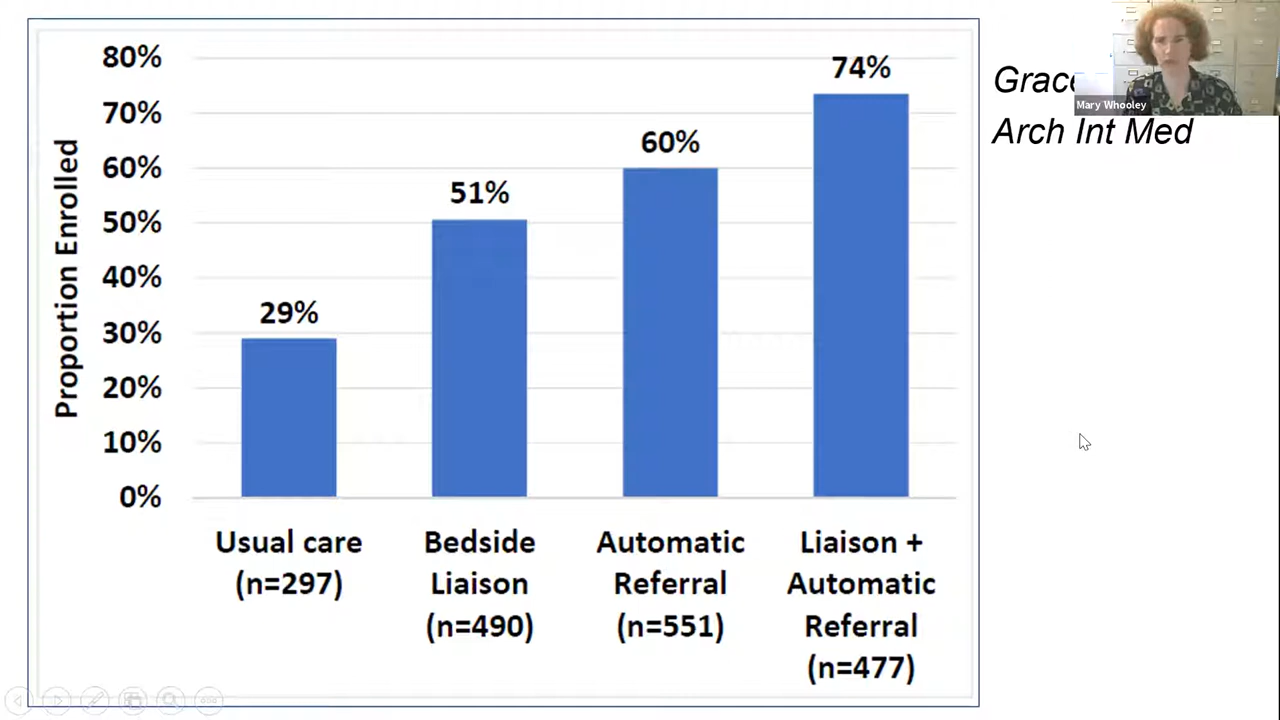 80%
70%
60%
50%
40%
30%
20%
10%
0%
Proportion Enrolled
29%
51%
60%
74%
Usual care
(n=297)
Bedside
Liaison
(n=490)
Automatic
Referral
(n=551)
Liaison +
Automatic
Referral
(n=477)
Mary Whooley
Arch Int Med